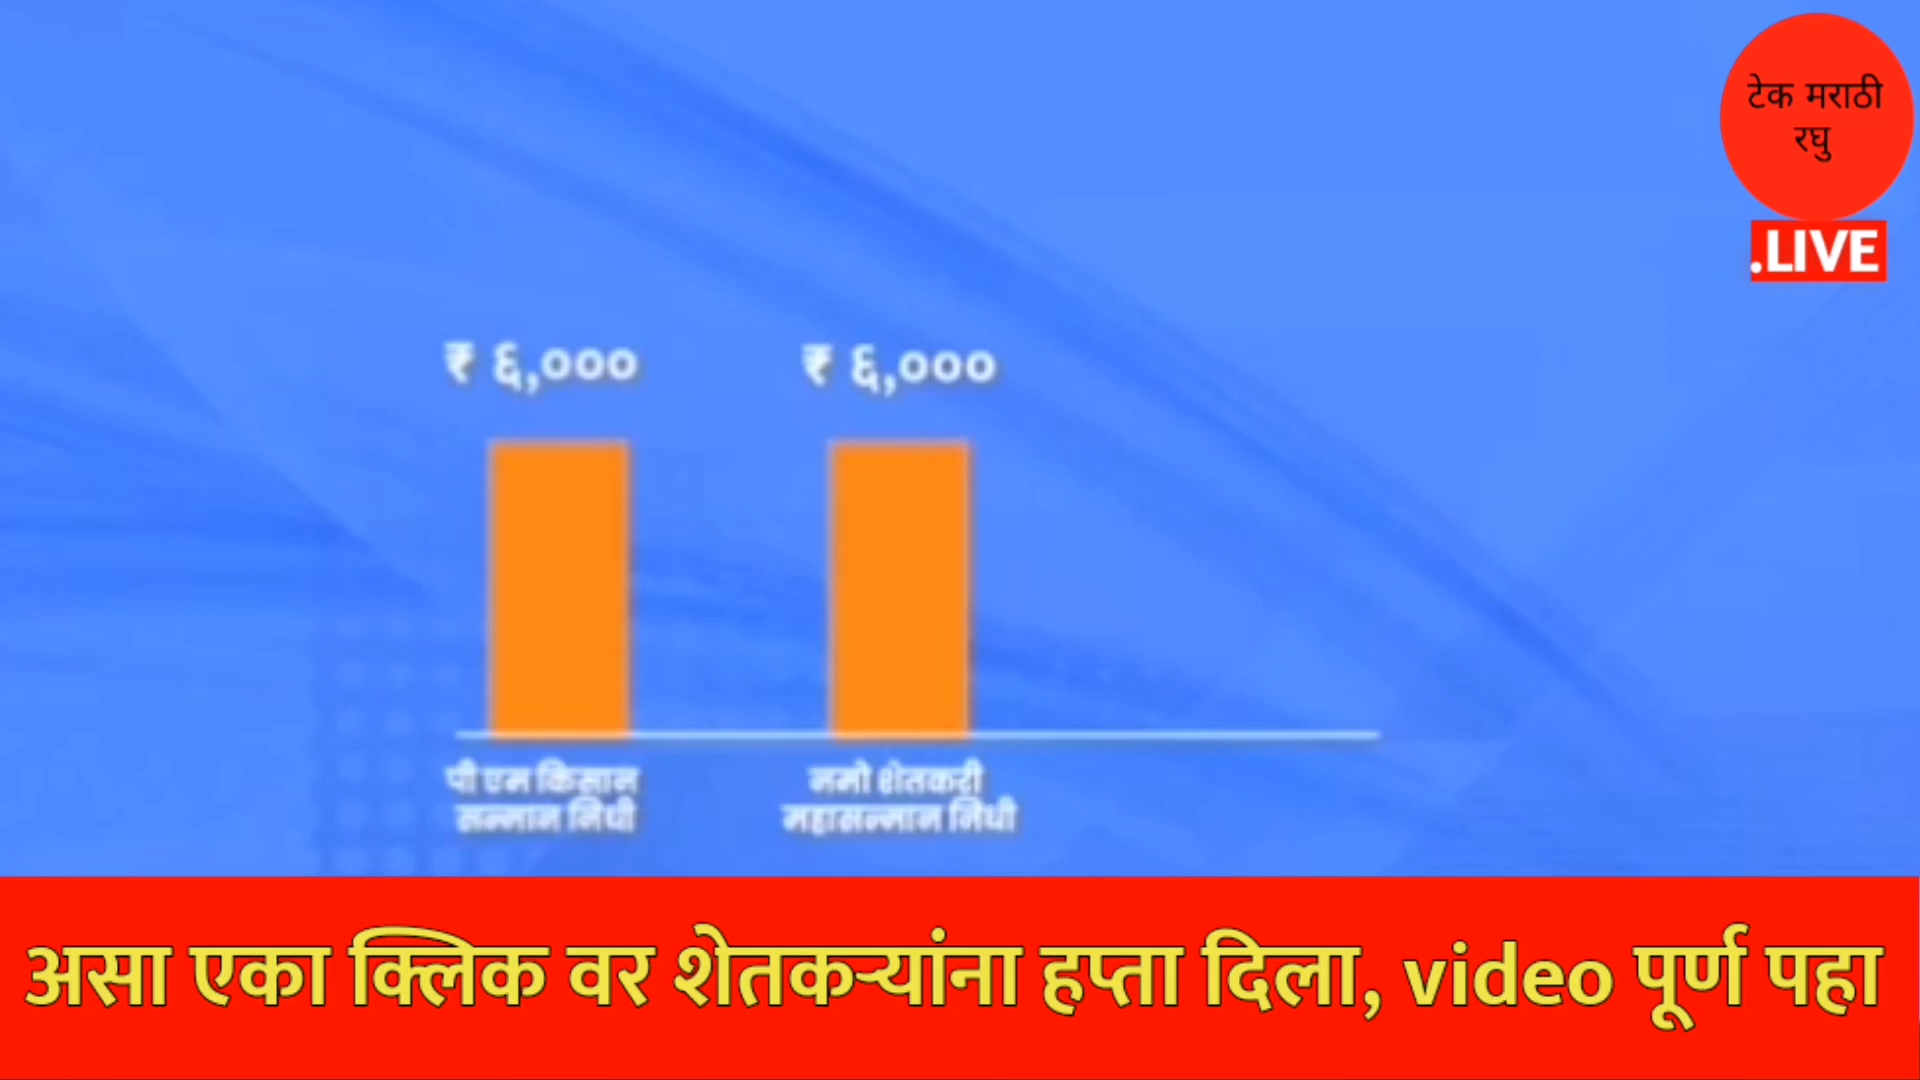 टेक मराठी
रघु
.LIVE
₹ ६,०००
₹ ६,०००
पी एम किसान
सन्मान निधी
नमो शेतकरी
महासन्मान निधी
असा एका क्लिक वर शेतकऱ्यांना हप्ता दिला, video पूर्ण पहा